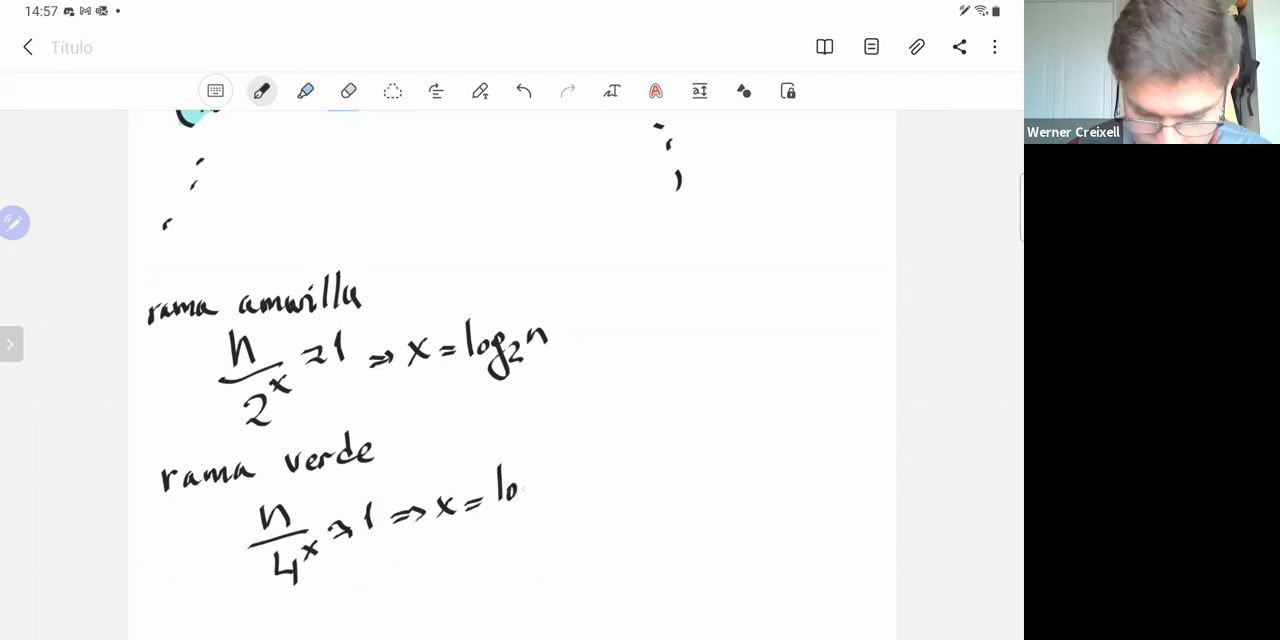 14:57
Título
Werner Creixell
rama amarilla
n/2^x = 1 ⇒ x = log₂n
rama verde
n/4^x = 1 ⇒ x = lo